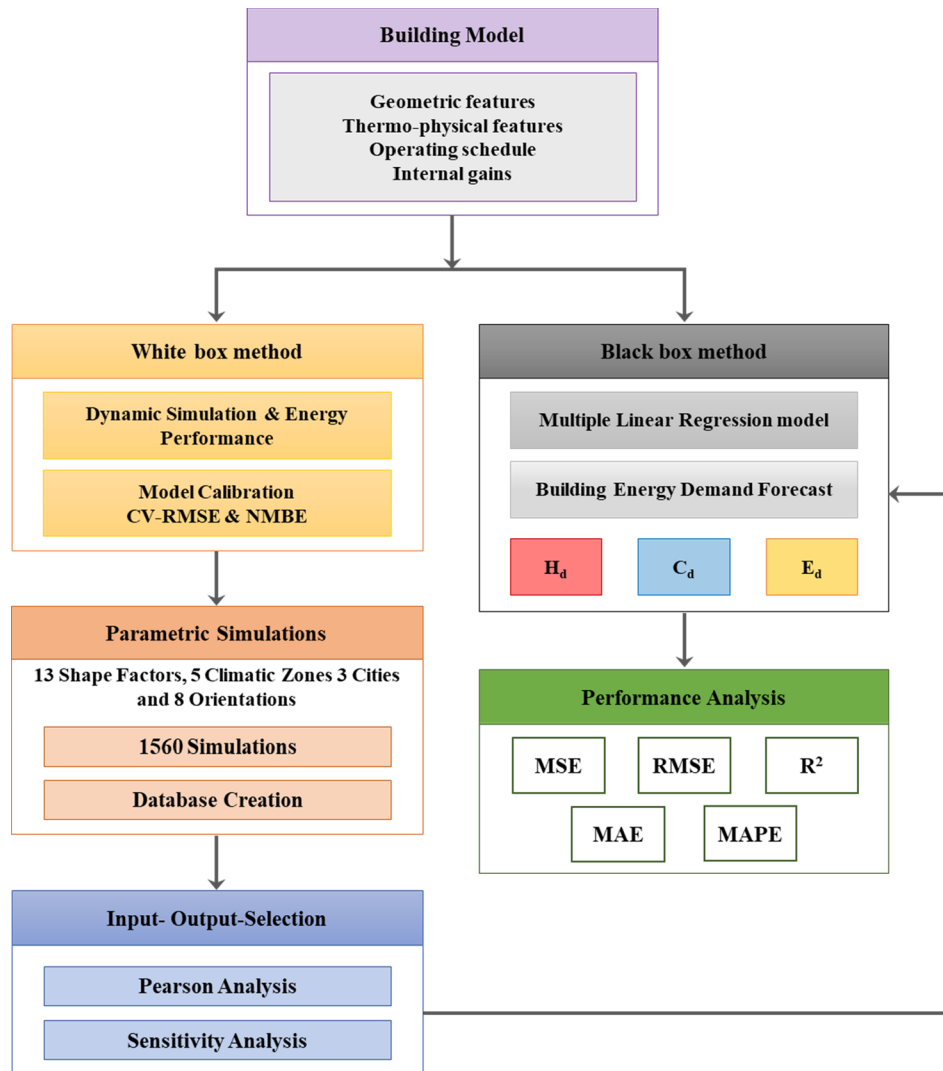 Building Model
Geometric features
Thermo-physical features
Operating schedule
Internal gains
White box method
Dynamic Simulation & Energy
Performance
Model Calibration
CV-RMSE & NMBE
Parametric Simulations
13 Shape Factors, 5 Climatic Zones 3 Cities
and 8 Orientations
1560 Simulations
Database Creation
Input- Output-Selection
Pearson Analysis
Sensitivity Analysis
Black box method
Multiple Linear Regression model
Building Energy Demand Forecast
H_d C_d E_d
Performance Analysis
MSE RMSE R²
MAE MAPE